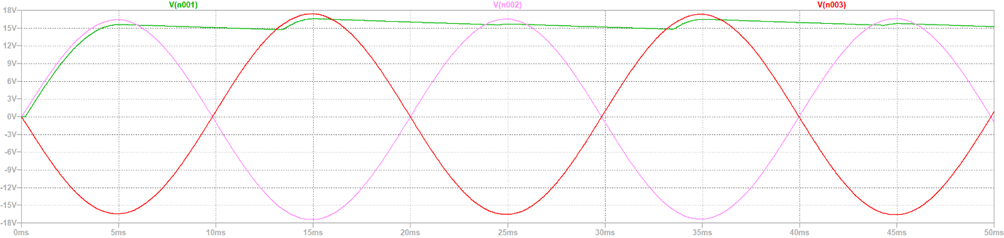 V(n001) V(n002) V(n003)
18V
15V
12V
9V
6V
3V
0V
-3V
-6V
-9V
-12V
-15V
-18V
0ms 5ms 10ms 15ms 20ms 25ms 30ms 35ms 40ms 45ms 50ms